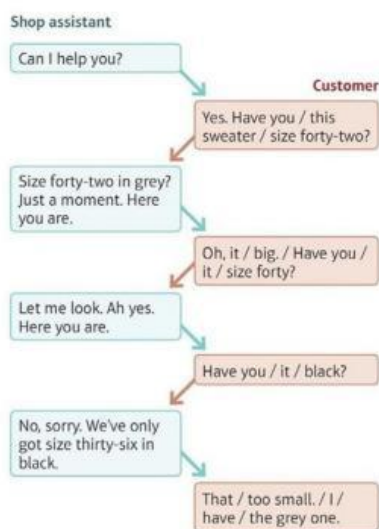 Shop assistant
Can I help you?
Customer
Yes. Have you / this
sweater / size forty-two?
Size forty-two in grey?
Just a moment. Here
you are.
Oh, it / big. / Have you /
it / size forty?
Let me look. Ah yes.
Here you are.
Have you / it / black?
No, sorry. We've only
got size thirty-six in
black.
That / too small. / I /
have / the grey one.